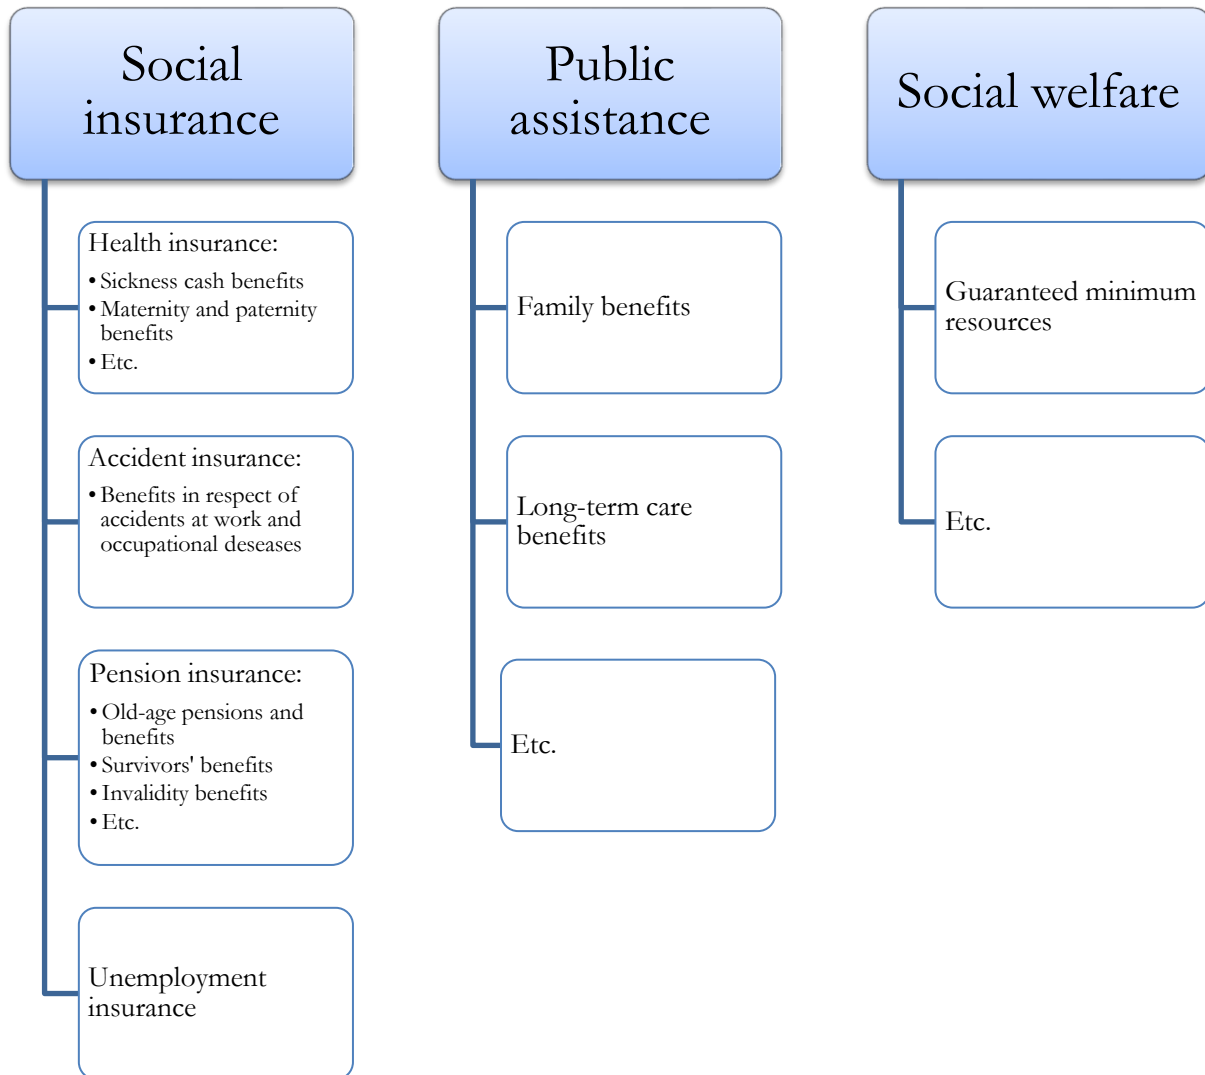 Social
insurance
Health insurance:
• Sickness cash benefits
• Maternity and paternity
benefits
• Etc.
Accident insurance:
• Benefits in respect of
accidents at work and
occupational deseases
Pension insurance:
• Old-age pensions and
benefits
• Survivors' benefits
• Invalidity benefits
• Etc.
Unemployment
insurance
Public
assistance
Family benefits
Long-term care
benefits
Etc.
Social welfare
Guaranteed minimum
resources
Etc.